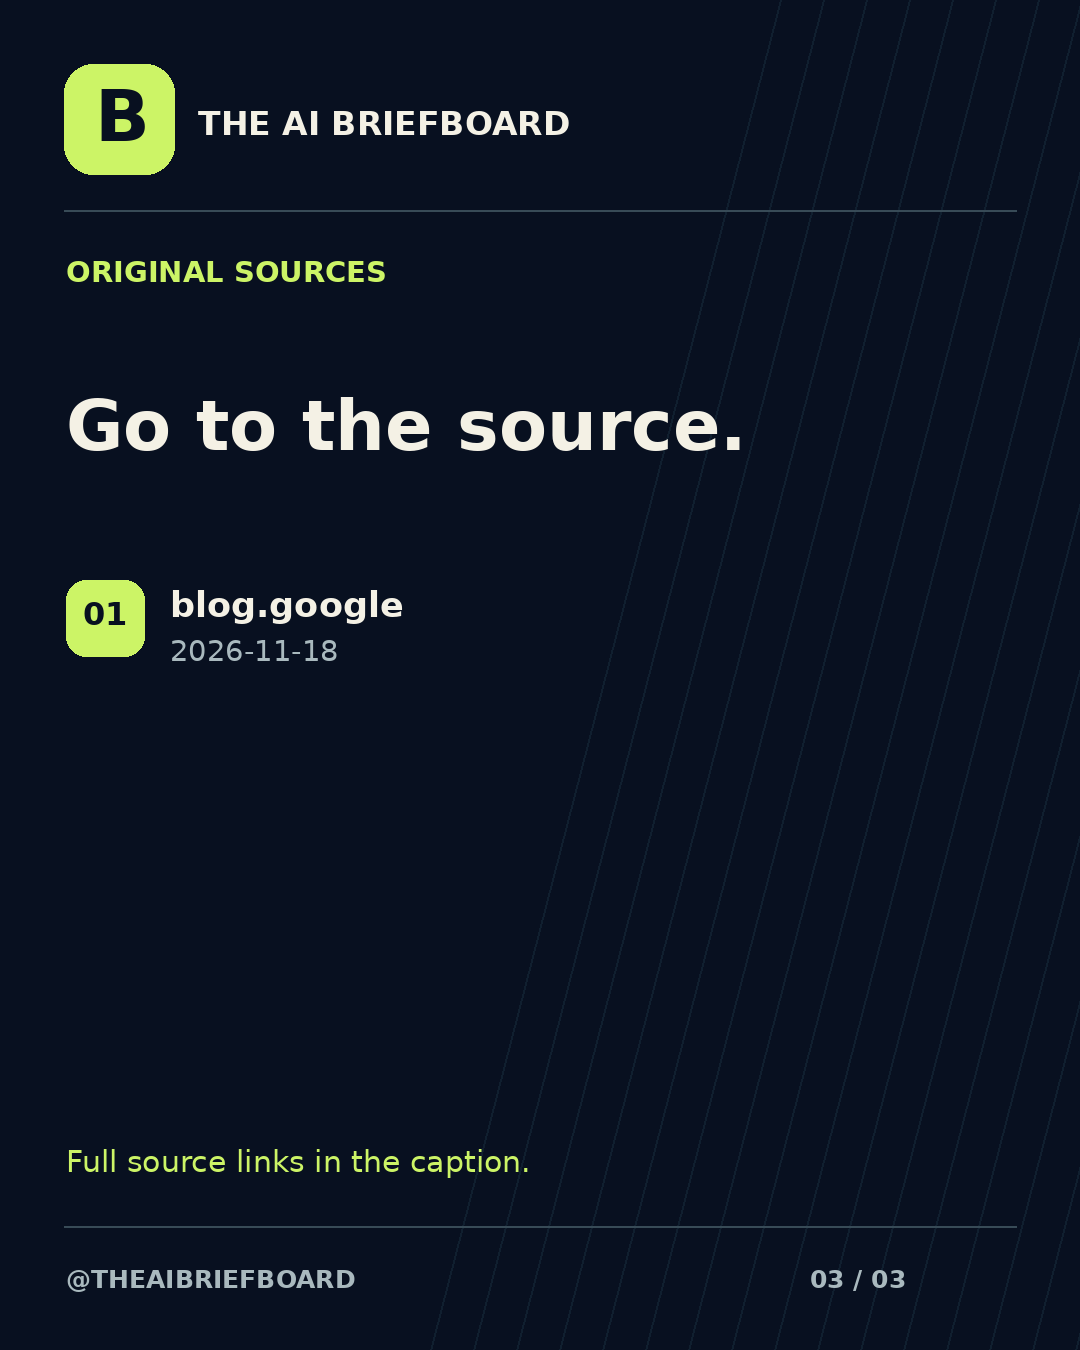 B
THE AI BRIEFBOARD
ORIGINAL SOURCES
Go to the source.
01
blog.google
2026-11-18
Full source links in the caption.
@THEAIBRIEFBOARD
03 / 03